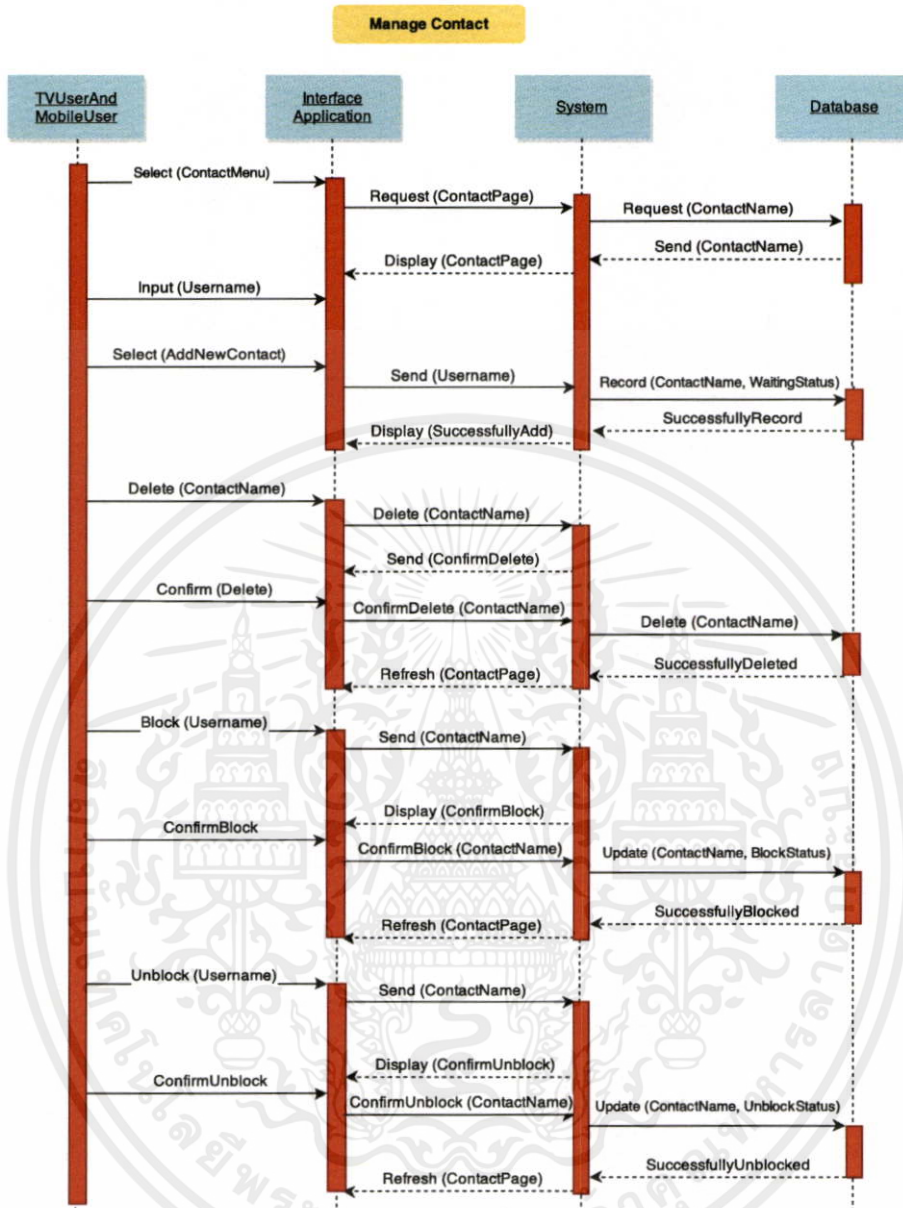 Manage Contact
TVUserAnd
MobileUser
Interface
Application
System
Database
Select (ContactMenu)
Request (ContactPage)
Request (ContactName)
Send (ContactName)
Display (ContactPage)
Input (Username)
Select (AddNewContact)
Send (Username)
Record (ContactName, WaitingStatus)
SuccessfullyRecord
Display (SuccessfullyAdd)
Delete (ContactName)
Delete (ContactName)
Send (ConfirmDelete)
Confirm (Delete)
ConfirmDelete (ContactName)
Delete (ContactName)
SuccessfullyDeleted
Refresh (ContactPage)
Block (Username)
Send (ContactName)
Display (ConfirmBlock)
ConfirmBlock
ConfirmBlock (ContactName)
Update (ContactName, BlockStatus)
SuccessfullyBlocked
Refresh (ContactPage)
Unblock (Username)
Send (ContactName)
Display (ConfirmUnblock)
ConfirmUnblock
ConfirmUnblock (ContactName)
Update (ContactName, UnblockStatus)
SuccessfullyUnblocked
Refresh (ContactPage)